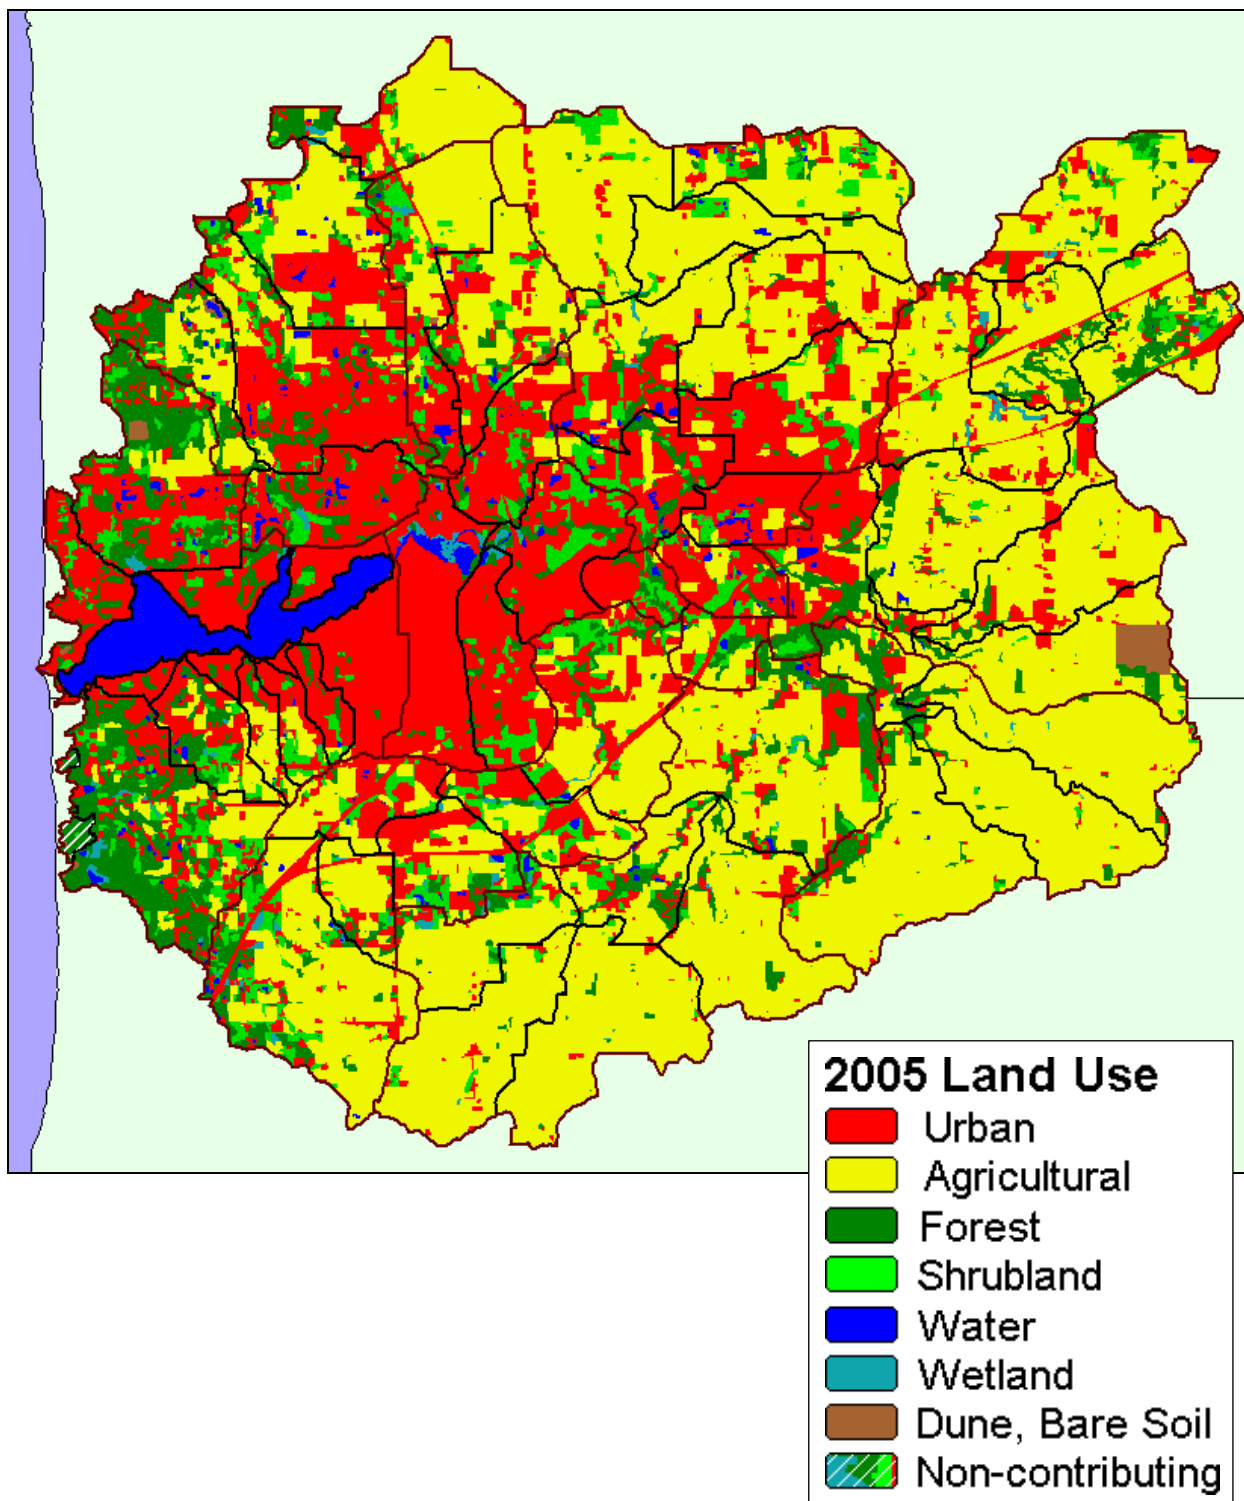 2005 Land Use
Urban
Agricultural
Forest
Shrubland
Water
Wetland
Dune, Bare Soil
Non-contributing